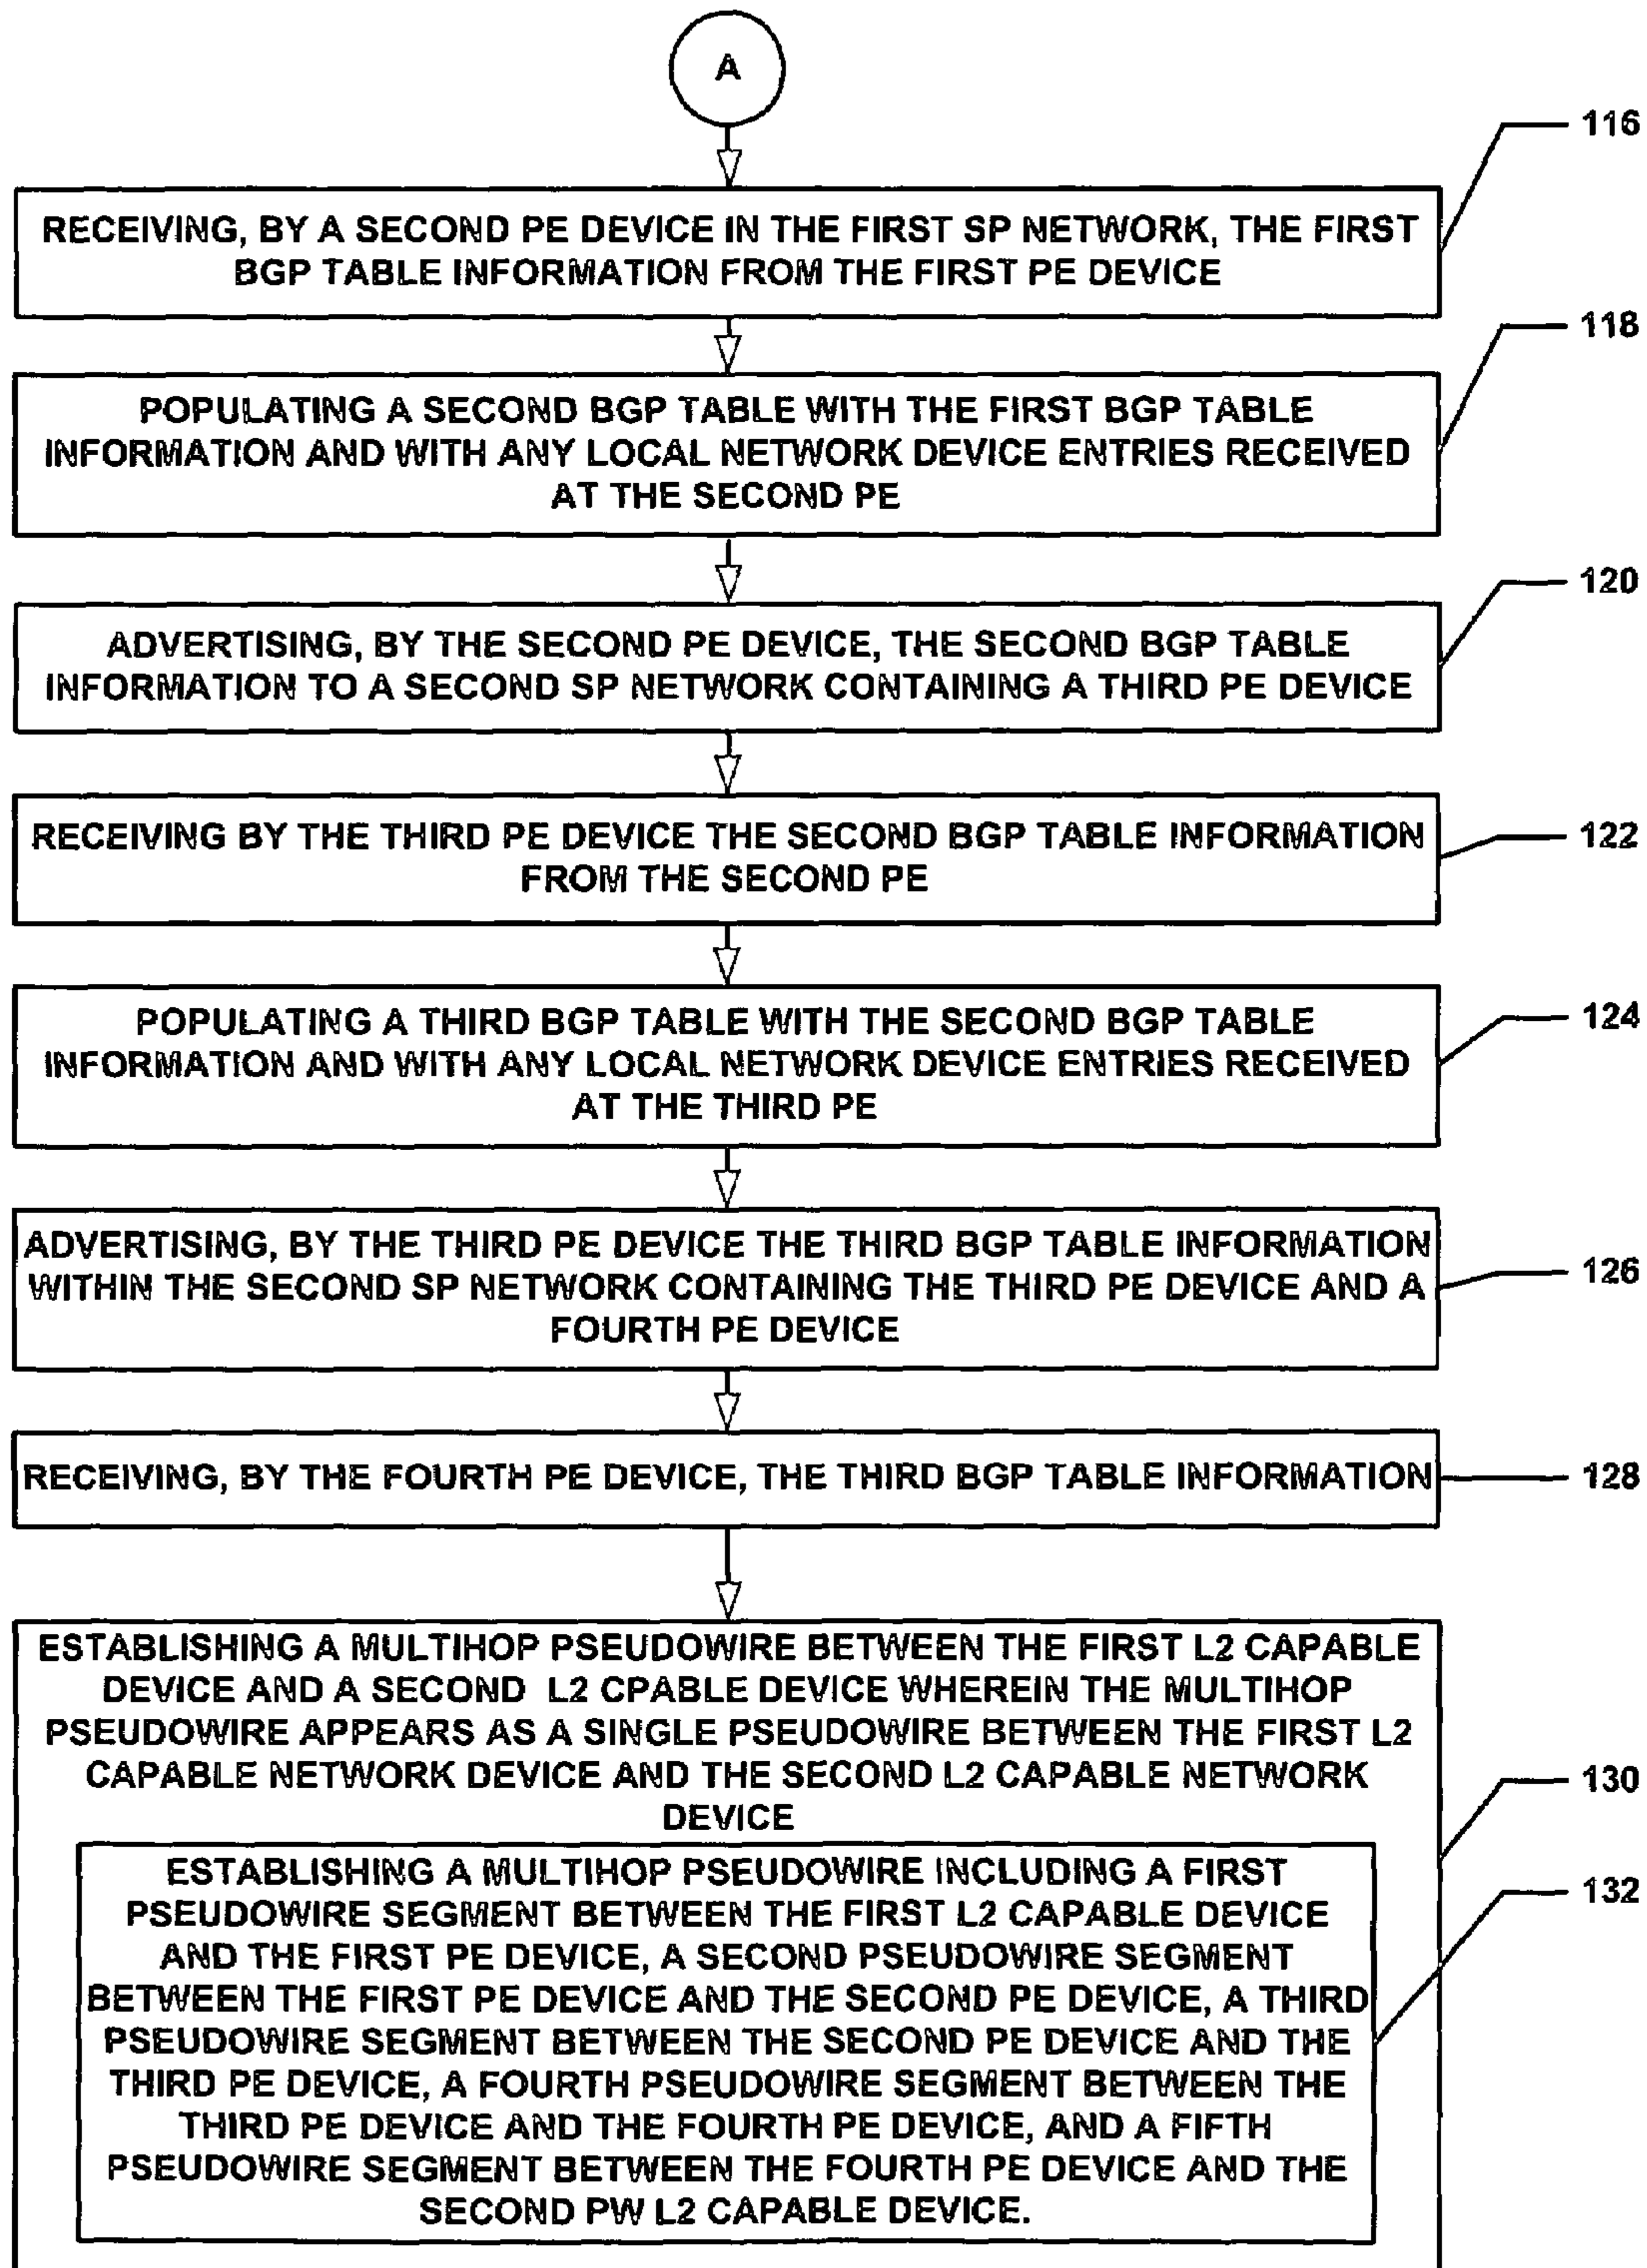 A
116
RECEIVING, BY A SECOND PE DEVICE IN THE FIRST SP NETWORK, THE FIRST
BGP TABLE INFORMATION FROM THE FIRST PE DEVICE
118
POPULATING A SECOND BGP TABLE WITH THE FIRST BGP TABLE
INFORMATION AND WITH ANY LOCAL NETWORK DEVICE ENTRIES RECEIVED
AT THE SECOND PE
120
ADVERTISING, BY THE SECOND PE DEVICE, THE SECOND BGP TABLE
INFORMATION TO A SECOND SP NETWORK CONTAINING A THIRD PE DEVICE
RECEIVING BY THE THIRD PE DEVICE THE SECOND BGP TABLE INFORMATION
FROM THE SECOND PE
122
POPULATING A THIRD BGP TABLE WITH THE SECOND BGP TABLE
INFORMATION AND WITH ANY LOCAL NETWORK DEVICE ENTRIES RECEIVED
AT THE THIRD PE
124
ADVERTISING, BY THE THIRD PE DEVICE THE THIRD BGP TABLE INFORMATION
WITHIN THE SECOND SP NETWORK CONTAINING THE THIRD PE DEVICE AND A
FOURTH PE DEVICE
126
RECEIVING, BY THE FOURTH PE DEVICE, THE THIRD BGP TABLE INFORMATION
128
ESTABLISHING A MULTIHOP PSEUDOWIRE BETWEEN THE FIRST L2 CAPABLE
DEVICE AND A SECOND L2 CPABLE DEVICE WHEREIN THE MULTIHOP
PSEUDOWIRE APPEARS AS A SINGLE PSEUDOWIRE BETWEEN THE FIRST L2
CAPABLE NETWORK DEVICE AND THE SECOND L2 CAPABLE NETWORK
DEVICE
130
ESTABLISHING A MULTIHOP PSEUDOWIRE INCLUDING A FIRST
PSEUDOWIRE SEGMENT BETWEEN THE FIRST L2 CAPABLE DEVICE
AND THE FIRST PE DEVICE, A SECOND PSEUDOWIRE SEGMENT
BETWEEN THE FIRST PE DEVICE AND THE SECOND PE DEVICE, A THIRD
PSEUDOWIRE SEGMENT BETWEEN THE SECOND PE DEVICE AND THE
THIRD PE DEVICE, A FOURTH PSEUDOWIRE SEGMENT BETWEEN THE
THIRD PE DEVICE AND THE FOURTH PE DEVICE, AND A FIFTH
PSEUDOWIRE SEGMENT BETWEEN THE FOURTH PE DEVICE AND THE
SECOND PW L2 CAPABLE DEVICE.
132